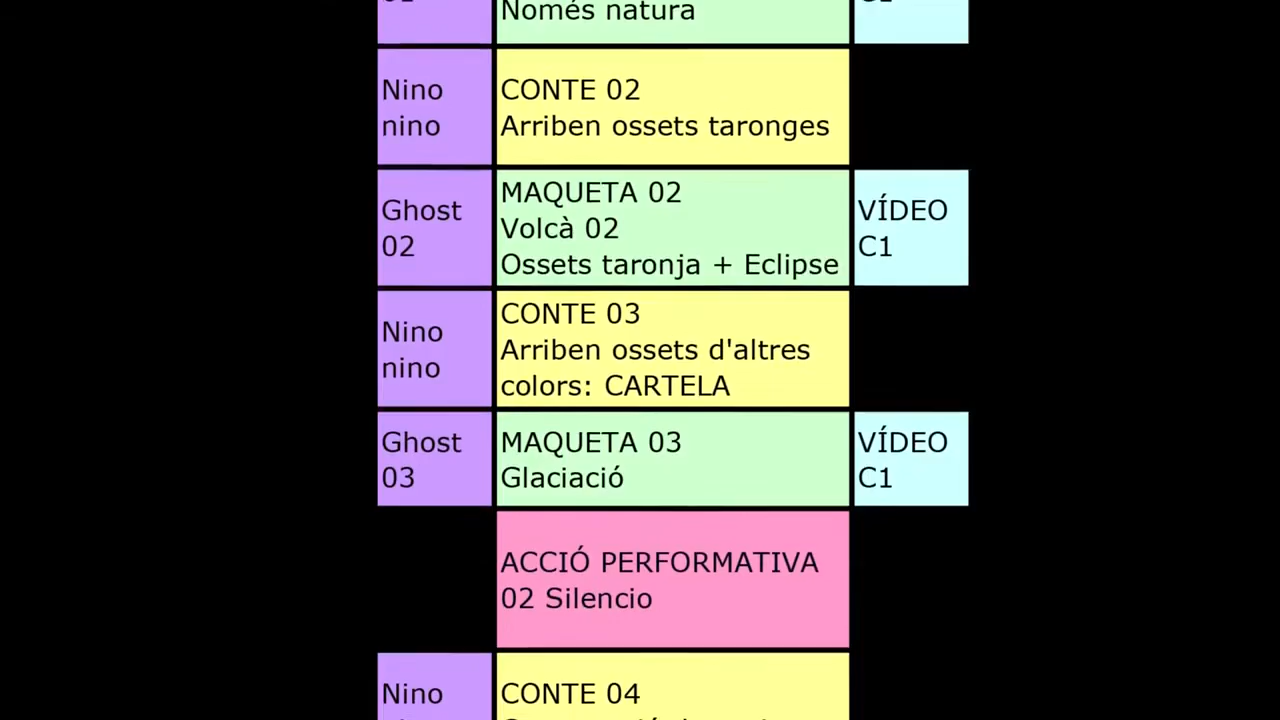 Només natura
Nino
nino
CONTE 02
Arriben ossets taronges
Ghost
02
MAQUETA 02
Volcà 02
Ossets taronja + Eclipse
VÍDEO
C1
Nino
nino
CONTE 03
Arriben ossets d'altres
colors: CARTELA
Ghost
03
MAQUETA 03
Glaciació
VÍDEO
C1
ACCIÓ PERFORMATIVA
02 Silencio
Nino
CONTE 04